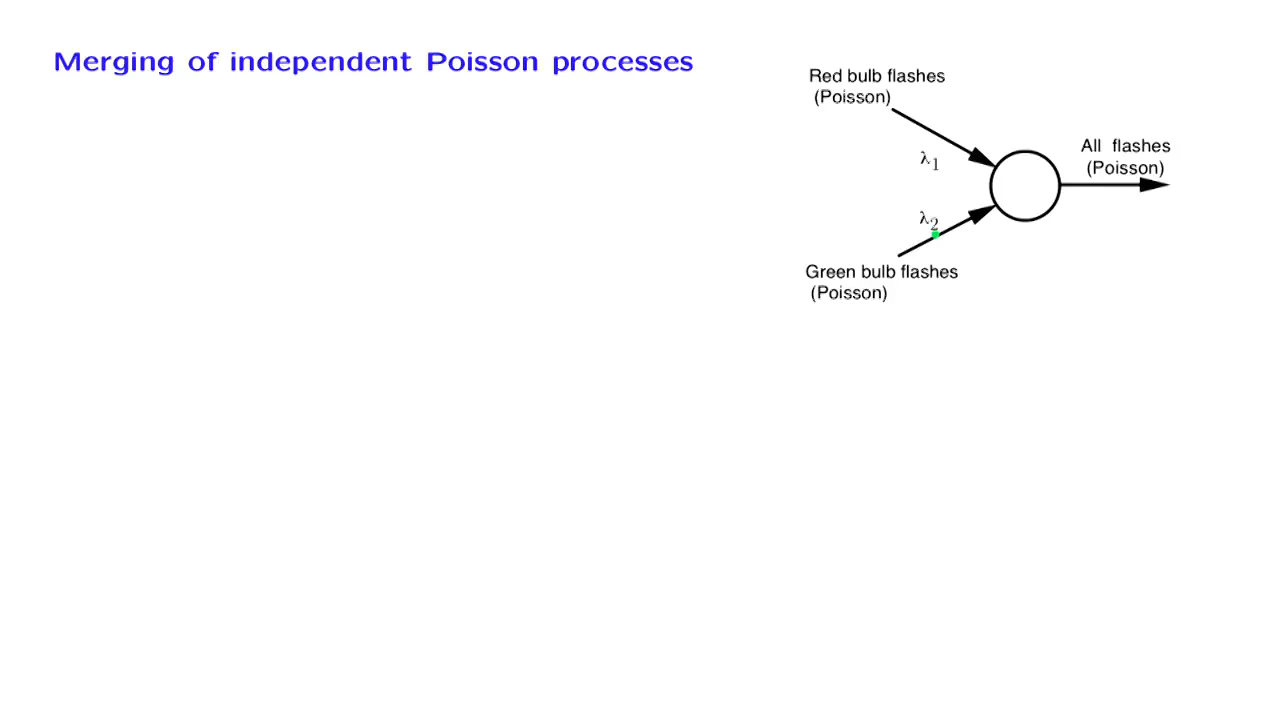 Merging of independent Poisson processes
Red bulb flashes
(Poisson)
λ1
All flashes
(Poisson)
λ2
Green bulb flashes
(Poisson)